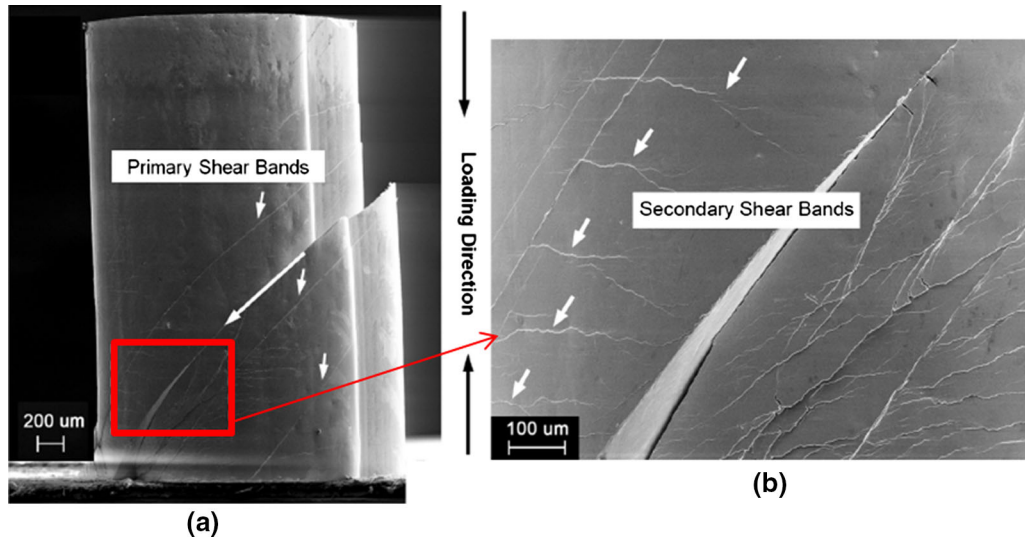 Primary Shear Bands
200 um
(a)
Loading Direction
Secondary Shear Bands
100 um
(b)